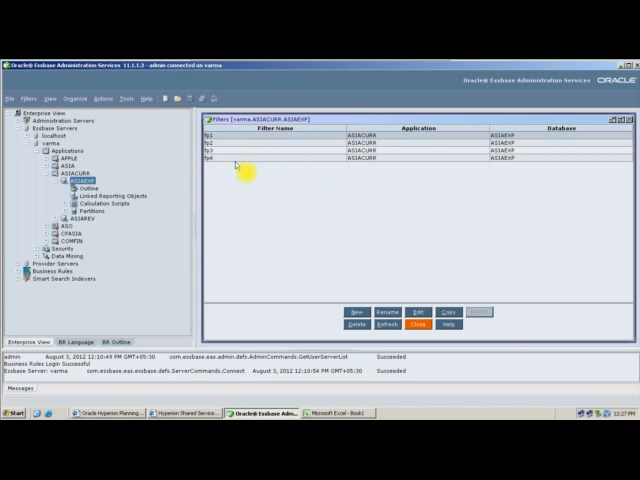 Oracle® Essbase Administration Services 11.1.1.3 - admin connected on varma
Oracle® Essbase Administration Services ORACLE
File Filters View Organize Actions Tools Help
Enterprise View
Administration Servers
Essbase Servers
localhost
varma
Applications
APPLE
ASIA
ASIACURR
ASIAEXP
Outline
Linked Reporting Objects
Calculation Scripts
Partitions
ASIAREV
ASO
CFASIA
COMFIN
Security
Data Mining
Provider Servers
Business Rules
Smart Search Indexers
Enterprise View BR Language BR Outline
Filters [varma.ASIACURR.ASIAEXP]
Filter Name Application Database
fp1 ASIACURR ASIAEXP
fp2 ASIACURR ASIAEXP
fp3 ASIACURR ASIAEXP
fp4 ASIACURR ASIAEXP
New Rename Edit Copy
Delete Refresh Close Help
admin August 3, 2012 12:10:49 PM GMT+05:30 com.essbase.eas.admin.defs.AdminCommands.GetUserServerList Succeeded
Business Rules Login Successful
Essbase Server: varma com.essbase.eas.essbase.defs.ServerCommands.Connect August 3, 2012 12:10:54 PM GMT+05:30 Succeeded
Messages
Start Oracle Hyperion Planning... Hyperion Shared Service... Oracle Essbase Adm... Microsoft Excel - Book1 12:27 PM